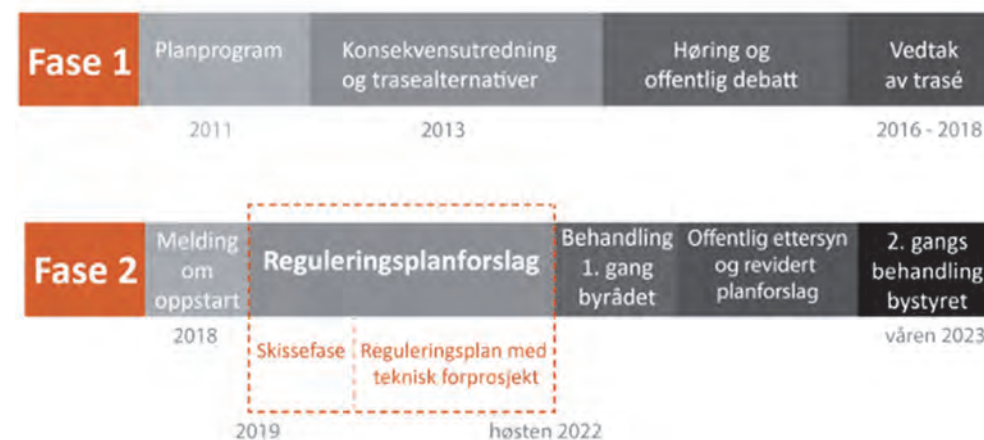 Fase 1
Planprogram
Konsekvensutredning
og trasealternativer
Høring og
offentlig debatt
Vedtak
av trasé
2011
2013
2016 - 2018
Fase 2
Melding
om
oppstart
Reguleringsplanforslag
Behandling
1. gang
byrådet
Offentlig ettersyn
og revidert
planforslag
2. gangs
behandling
bystyret
2018
våren 2023
Skissefase
Reguleringsplan med
teknisk forprosjekt
2019
høsten 2022